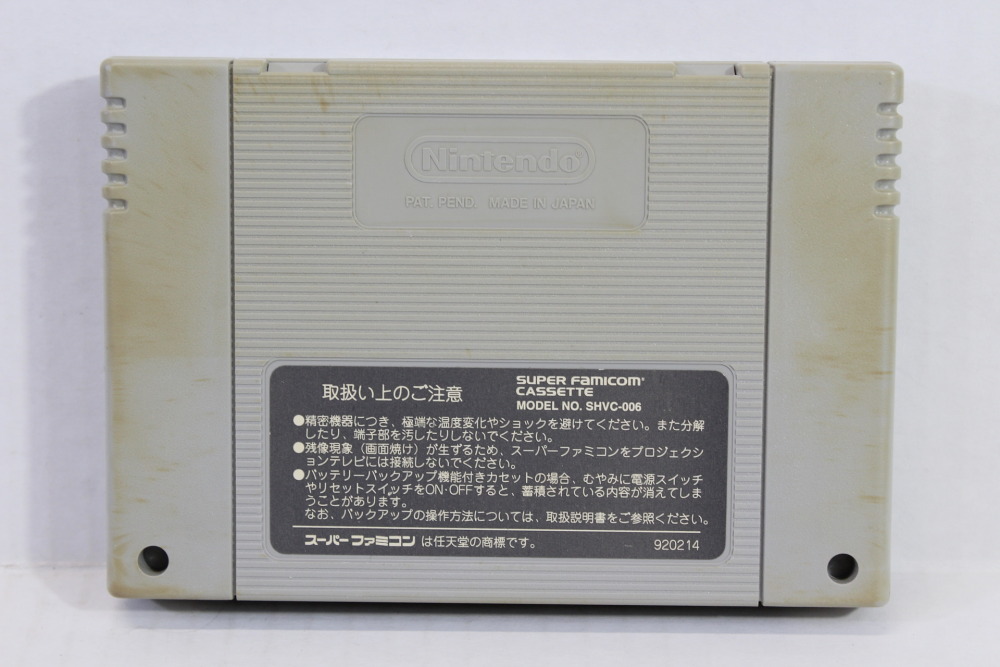 Nintendo®
PAT. PEND. MADE IN JAPAN
取扱い上のご注意
SUPER Famicom®
CASSETTE
MODEL NO. SHVC-006
●精密機器につき、極端な温度変化やショックを避けてください。また分解
したり、端子部を汚したりしないでください。
●残像現象（画面焼け）が生ずるため、スーパーファミコンをプロジェクシ
ョンテレビには接続しないでください。
●バッテリーバックアップ機能付きカセットの場合、むやみに電源スイッチ
やリセットスイッチをON・OFFすると、蓄積されている内容が消えてしま
うことがあります。
なお、バックアップの操作方法については、取扱説明書をご参照ください。
スーパーファミコンは任天堂の商標です。
920214